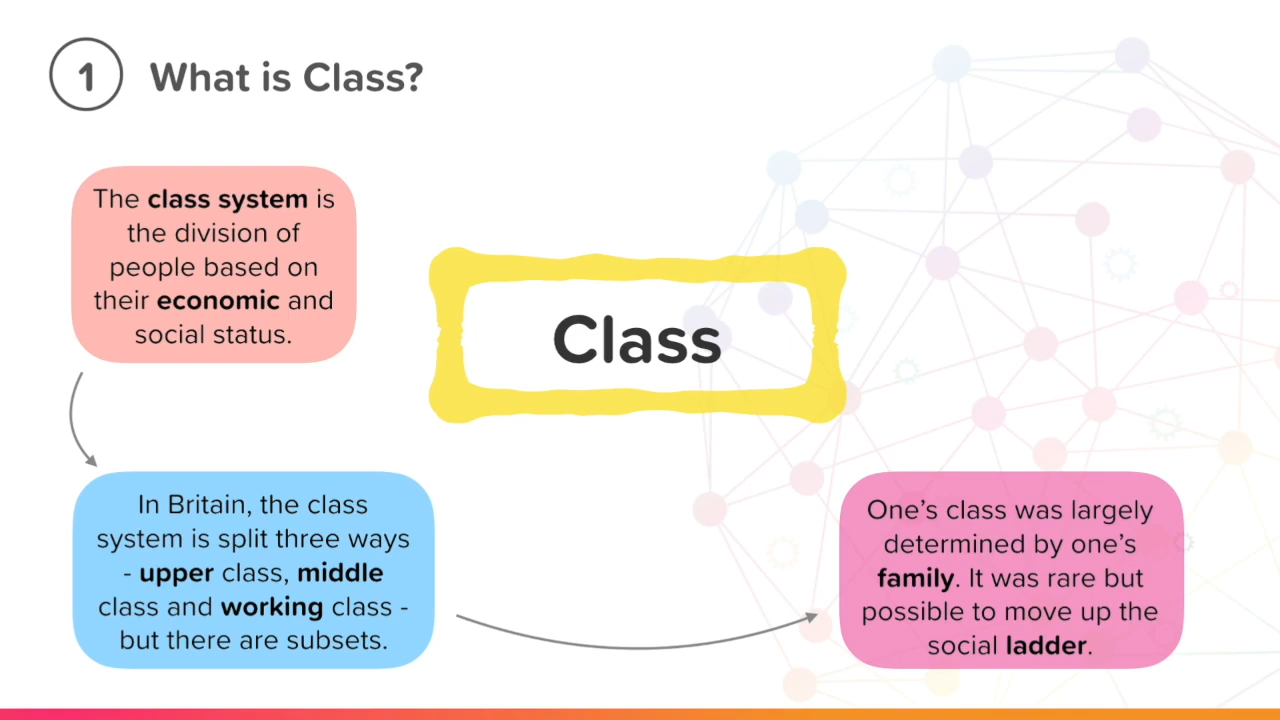 1 What is Class?
The class system is
the division of
people based on
their economic and
social status.
Class
In Britain, the class
system is split three ways
- upper class, middle
class and working class -
but there are subsets.
One’s class was largely
determined by one’s
family. It was rare but
possible to move up the
social ladder.